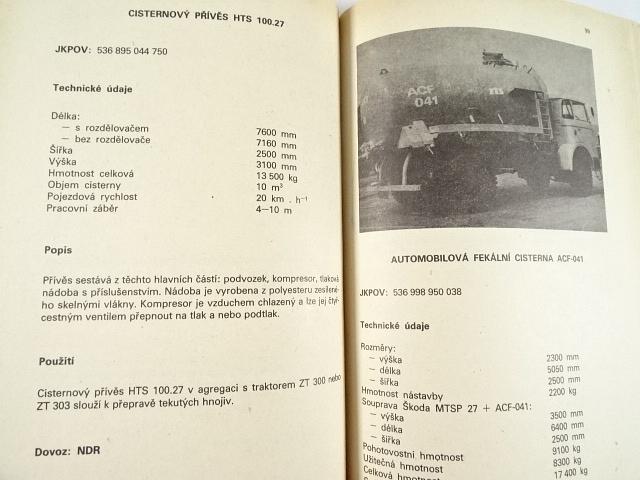 CISTERNOVÝ PŘÍVĚS HTS 100.27
JKPOV: 536 895 044 750
Technické údaje
Délka:
— s rozdělovačem 7600 mm
— bez rozdělovače 7160 mm
Šířka 2500 mm
Výška 3100 mm
Hmotnost celková 13 500 kg
Objem cisterny 10 m³
Pojezdová rychlost 20 km . h⁻¹
Pracovní záběr 4—10 m
Popis
Přívěs sestává z těchto hlavních částí: podvozek, kompresor, tlaková
nádoba s příslušenstvím. Nádoba je vyrobena z polyesteru zesílené-
ho skelnými vlákny. Kompresor je vzduchem chlazený a lze jej čtyř-
cestným ventilem přepnout na tlak a nebo podtlak.
Použití
Cisternový přívěs HTS 100.27 v agregaci s traktorem ZT 300 nebo
ZT 303 slouží k přepravě tekutých hnojiv.
Dovoz: NDR
ACF
041
AUTOMOBILOVÁ FEKÁLNÍ CISTERNA ACF-041
JKPOV: 536 998 950 038
Technické údaje
Rozměry:
— výška 2300 mm
— délka 5050 mm
— šířka 2500 mm
Hmotnost nástavby 2200 kg
Souprava Škoda MTSP 27 + ACF-041:
— výška 3500 mm
— délka 6400 mm
— šířka 2500 mm
Pohotovostní hmotnost 9100 kg
Užitečná hmotnost 8300 kg
Celková hmotnost 17 400 kg